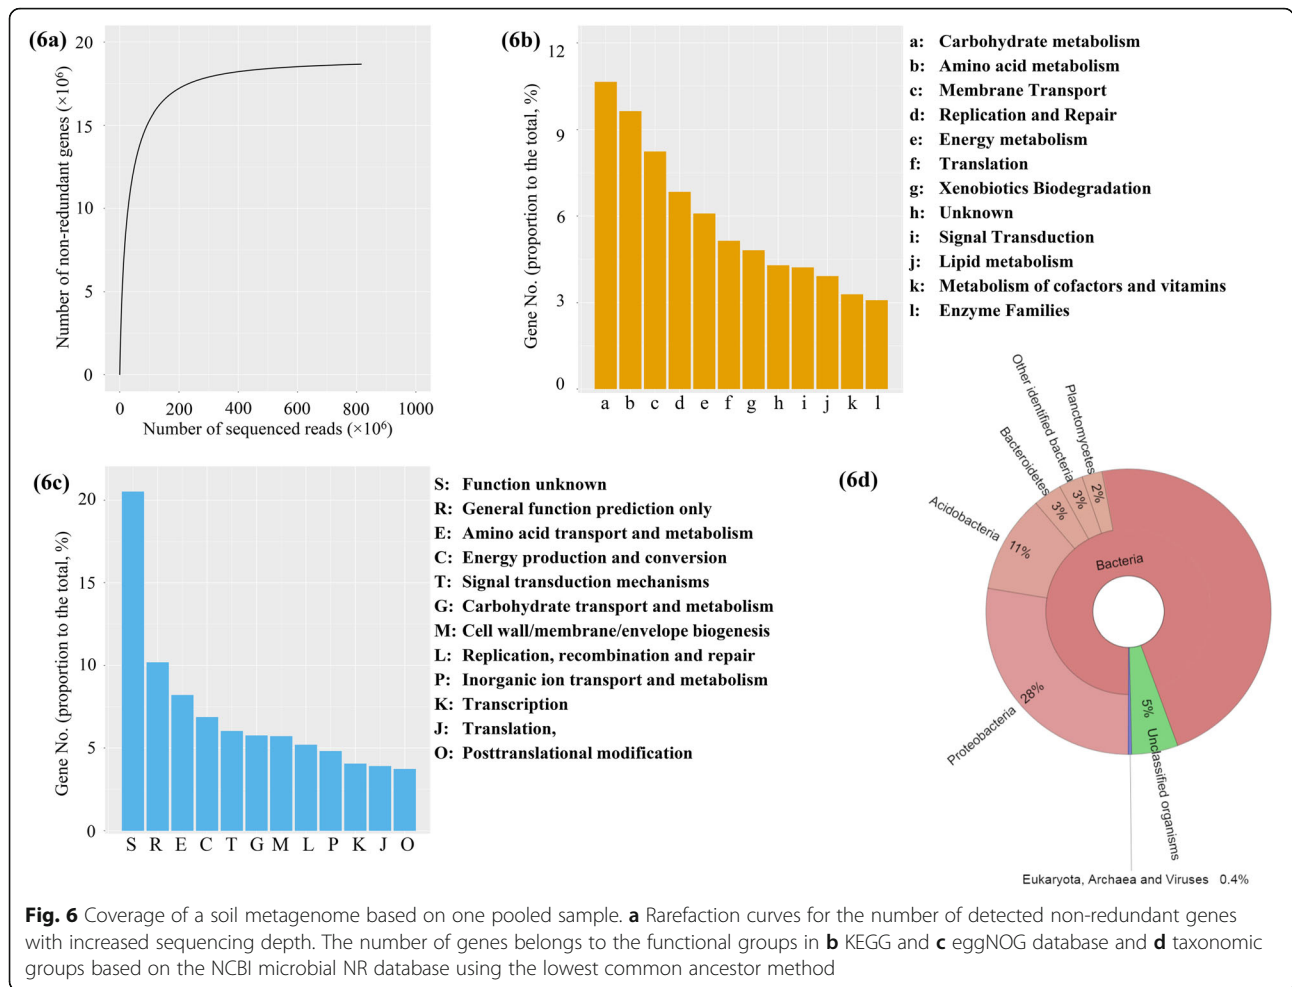 (6a)
20
15
10
5
0
Number of non-redundant genes (×10⁶)
0 200 400 600 800 1000
Number of sequenced reads (×10⁶)
(6b)
12
9
6
3
0
Gene No. (proportion to the total, %)
a b c d e f g h i j k l
a: Carbohydrate metabolism
b: Amino acid metabolism
c: Membrane Transport
d: Replication and Repair
e: Energy metabolism
f: Translation
g: Xenobiotics Biodegradation
h: Unknown
i: Signal Transduction
j: Lipid metabolism
k: Metabolism of cofactors and vitamins
l: Enzyme Families
(6c)
20
15
10
5
0
Gene No. (proportion to the total, %)
S R E C T G M L P K J O
S: Function unknown
R: General function prediction only
E: Amino acid transport and metabolism
C: Energy production and conversion
T: Signal transduction mechanisms
G: Carbohydrate transport and metabolism
M: Cell wall/membrane/envelope biogenesis
L: Replication, recombination and repair
P: Inorganic ion transport and metabolism
K: Transcription
J: Translation,
O: Posttranslational modification
(6d)
Planctomycetes
2%
Other identified bacteria
3%
Bacteroidetes
3%
Acidobacteria
11%
Bacteria
Proteobacteria
28%
5%
Unclassified organisms
Eukaryota, Archaea and Viruses 0.4%
Fig. 6 Coverage of a soil metagenome based on one pooled sample. a Rarefaction curves for the number of detected non-redundant genes
with increased sequencing depth. The number of genes belongs to the functional groups in b KEGG and c eggNOG database and d taxonomic
groups based on the NCBI microbial NR database using the lowest common ancestor method